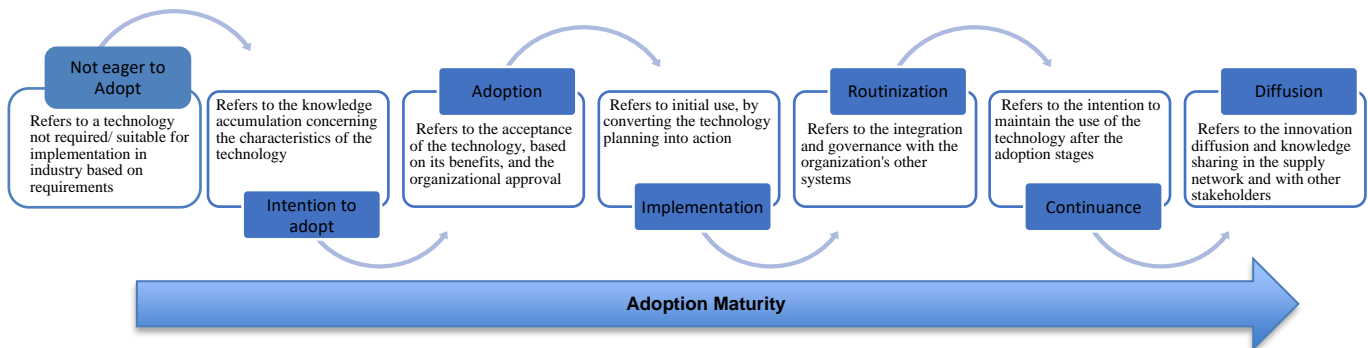 Not eager to
Adopt
Refers to a technology
not required/ suitable for
implementation in
industry based on
requirements
Refers to the knowledge
accumulation concerning
the characteristics of the
technology
Intention to
adopt
Adoption
Refers to the acceptance
of the technology, based
on its benefits, and the
organizational approval
Refers to initial use, by
converting the technology
planning into action
Implementation
Routinization
Refers to the integration
and governance with the
organization's other
systems
Refers to the intention to
maintain the use of the
technology after the
adoption stages
Continuance
Diffusion
Refers to the innovation
diffusion and knowledge
sharing in the supply
network and with other
stakeholders
Adoption Maturity